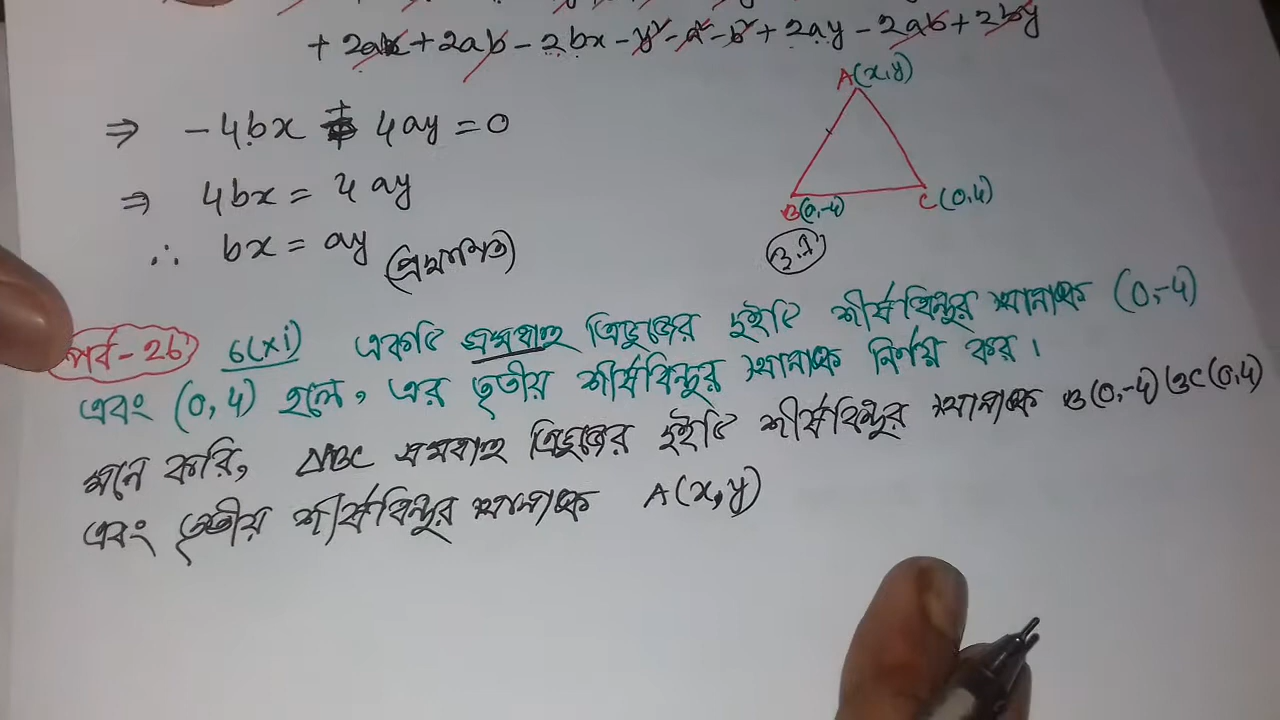 + 2ab + 2ab - 2bx - y² - a² - b² + 2ay - 2ab + 2by
⇒ - 4bx + 4ay = 0
⇒ 4bx = 4ay
∴ bx = ay (প্রমাণিত)
A(x,y)
B(0,-4) C(0,4)
পর্ব-26 6(xi) একটি সমবাহু ত্রিভুজের দুইটি শীর্ষবিন্দুর স্থানাঙ্ক (0,-4)
এবং (0,4) হলে, এর তৃতীয় শীর্ষবিন্দুর স্থানাঙ্ক নির্ণয় কর।
মনে করি, ΔABC সমবাহু ত্রিভুজের দুইটি শীর্ষবিন্দুর স্থানাঙ্ক B(0,-4) ও C(0,4)
এবং তৃতীয় শীর্ষবিন্দুর স্থানাঙ্ক A(x,y)